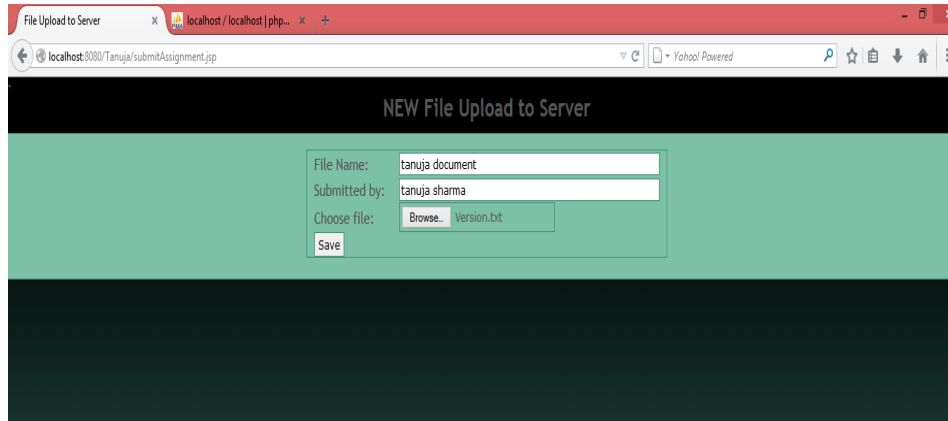 File Upload to Server x localhost / localhost | php... x +
localhost:8080/Tanuja/submitAssignment.jsp Yahoo! Powered
NEW File Upload to Server
File Name: tanuja document
Submitted by: tanuja sharma
Choose file: Browse.. Version.txt
Save